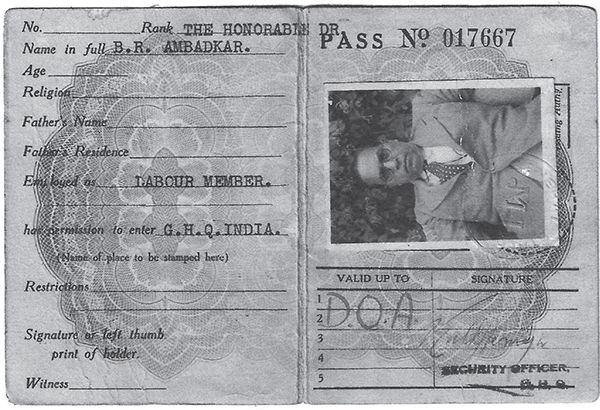 No. Rank THE HONORABLE DR.
Name in full B.R. AMBADKAR.
Age
Religion
Father's Name
Father's Residence
Employed as LABOUR MEMBER.
has permission to enter G.H.Q.INDIA.
(Name of place to be stamped here)
Restrictions
Signature or left thumb
print of holder.
Witness
PASS No 017667
VALID UP TO SIGNATURE
1
2 D.O.A.
3
4
5
SECURITY OFFICER,
G.H.Q.